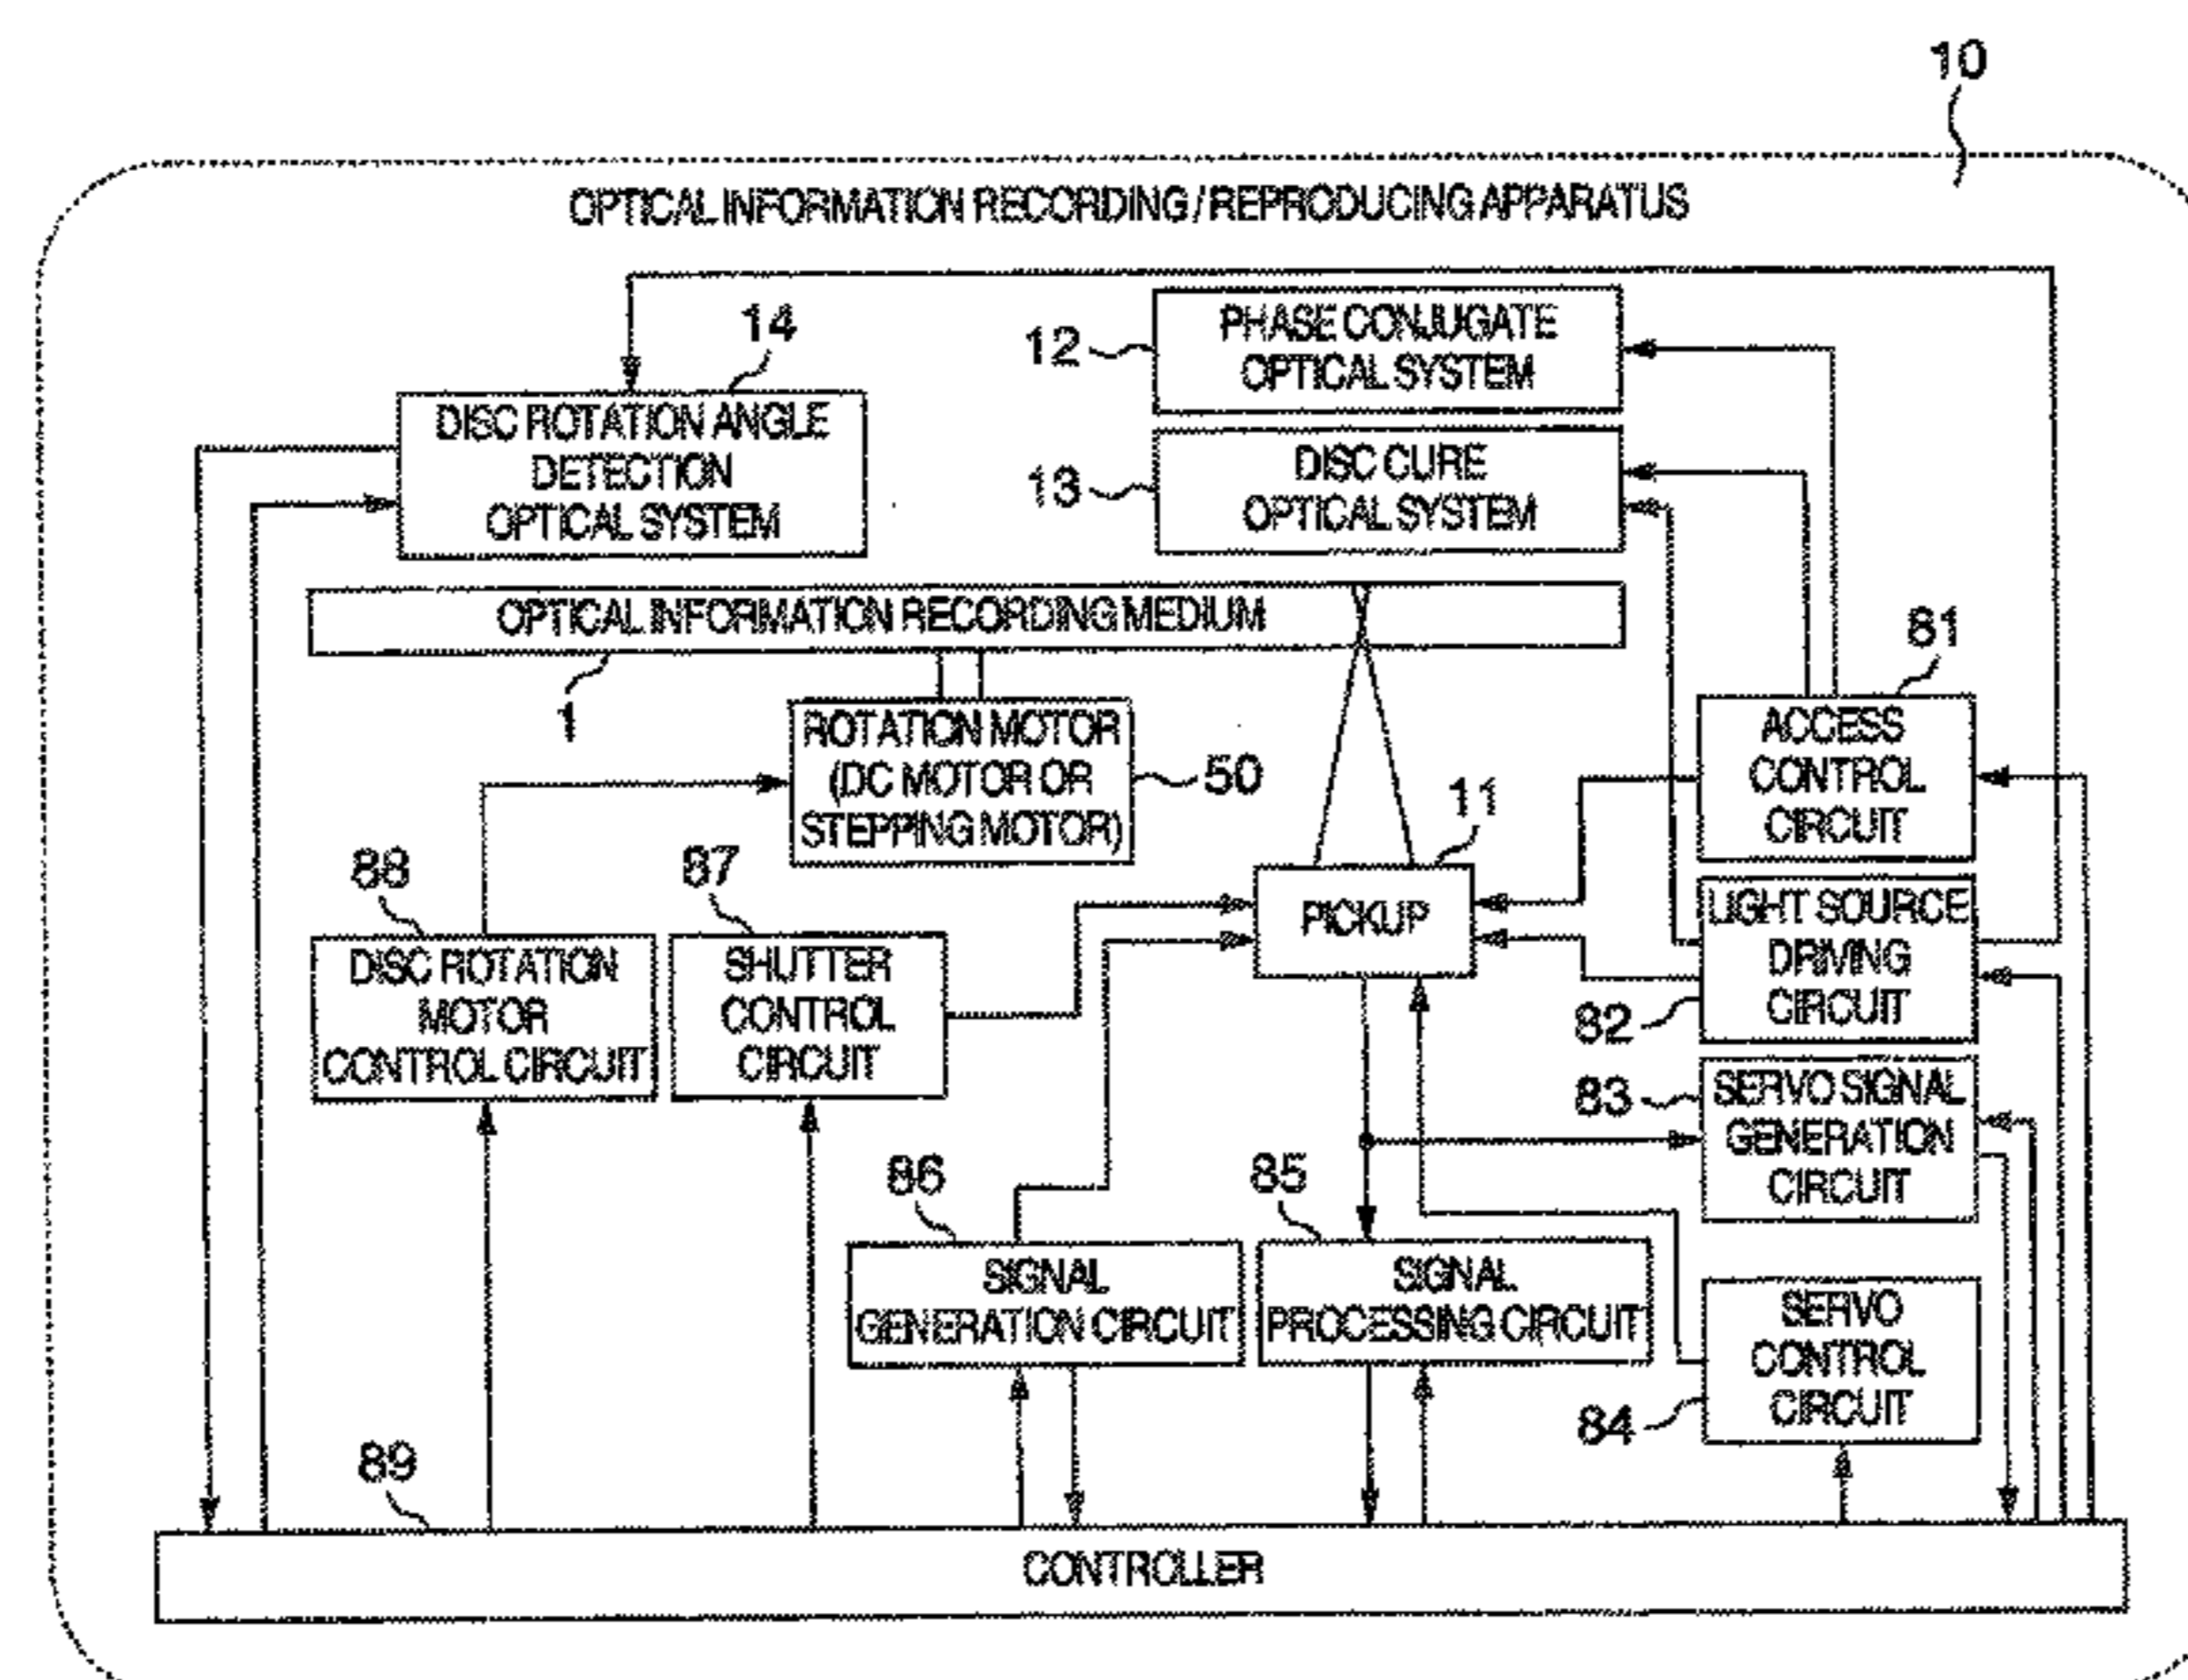 10
OPTICAL INFORMATION RECORDING / REPRODUCING APPARATUS
14
DISC ROTATION ANGLE
DETECTION
OPTICAL SYSTEM
12
PHASE CONJUGATE
OPTICAL SYSTEM
13
DISC CURE
OPTICAL SYSTEM
OPTICAL INFORMATION RECORDING MEDIUM
1
ROTATION MOTOR
(DC MOTOR OR
STEPPING MOTOR)
50
81
ACCESS
CONTROL
CIRCUIT
11
PICKUP
88
DISC ROTATION
MOTOR
CONTROL CIRCUIT
87
SHUTTER
CONTROL
CIRCUIT
LIGHT SOURCE
DRIVING
CIRCUIT
82
83
SERVO SIGNAL
GENERATION
CIRCUIT
86
SIGNAL
GENERATION CIRCUIT
85
SIGNAL
PROCESSING CIRCUIT
SERVO
CONTROL
CIRCUIT
84
89
CONTROLLER